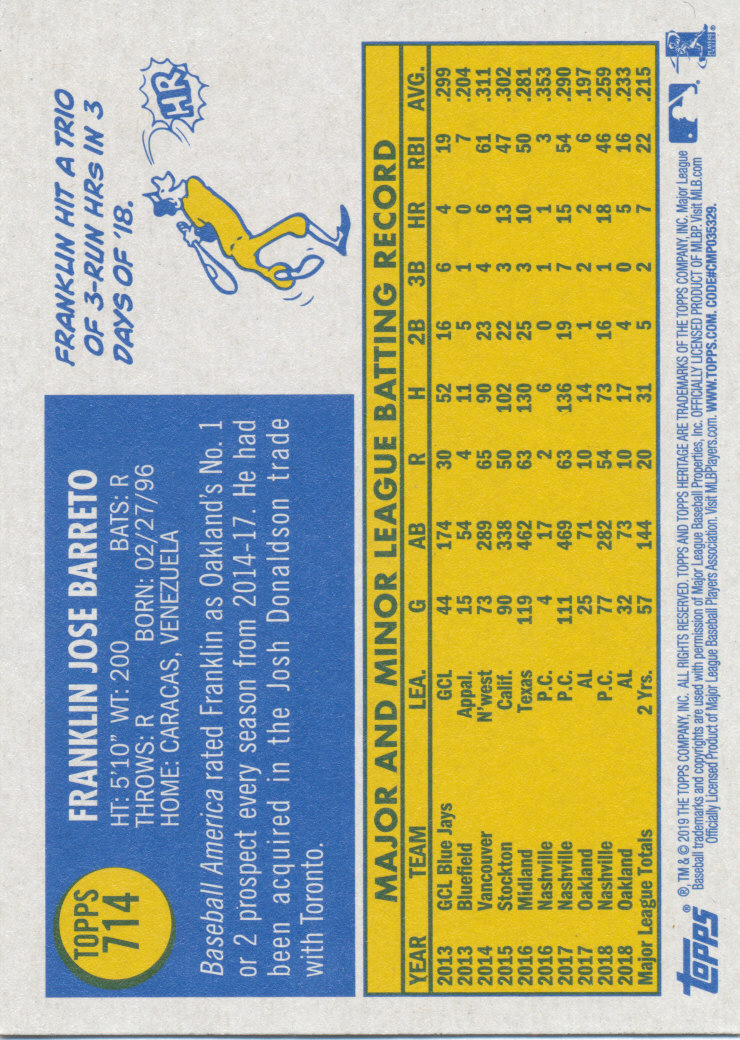 TOPPS
714
FRANKLIN JOSE BARRETO
HT: 5'10" WT: 200 BATS: R
THROWS: R BORN: 02/27/96
HOME: CARACAS, VENEZUELA
Baseball America rated Franklin as Oakland's No. 1
or 2 prospect every season from 2014-17. He had
been acquired in the Josh Donaldson trade
with Toronto.
FRANKLIN HIT A TRIO
OF 3-RUN HRs IN 3
DAYS OF '18.
HR
MAJOR AND MINOR LEAGUE BATTING RECORD
YEAR TEAM LEA. G AB R H 2B 3B HR RBI AVG.
2013 GCL Blue Jays GCL 44 174 30 52 16 6 4 19 .299
2013 Bluefield Appal. 15 54 4 11 5 1 0 7 .204
2014 Vancouver N'west 73 289 65 90 23 4 6 61 .311
2015 Stockton Calif. 90 338 50 102 22 3 13 47 .302
2016 Midland Texas 119 462 63 130 25 3 10 50 .281
2016 Nashville P.C. 4 17 2 6 0 1 1 3 .353
2017 Nashville P.C. 111 469 63 136 19 7 15 54 .290
2017 Oakland AL 25 71 10 14 1 2 2 6 .197
2018 Nashville P.C. 77 282 54 73 16 1 18 46 .259
2018 Oakland AL 32 73 10 17 4 0 5 16 .233
Major League Totals 2 Yrs. 57 144 20 31 5 2 7 22 .215
topps ®
®, TM & © 2019 THE TOPPS COMPANY, INC. ALL RIGHTS RESERVED. TOPPS AND TOPPS HERITAGE ARE TRADEMARKS OF THE TOPPS COMPANY, INC. Major League
Baseball trademarks and copyrights are used with permission of Major League Baseball Properties, Inc. OFFICIALLY LICENSED PRODUCT OF MLBP. Visit MLB.com
Officially Licensed Product of Major League Baseball Players Association. Visit MLBPlayers.com. WWW.TOPPS.COM. CODE#CMP035329.